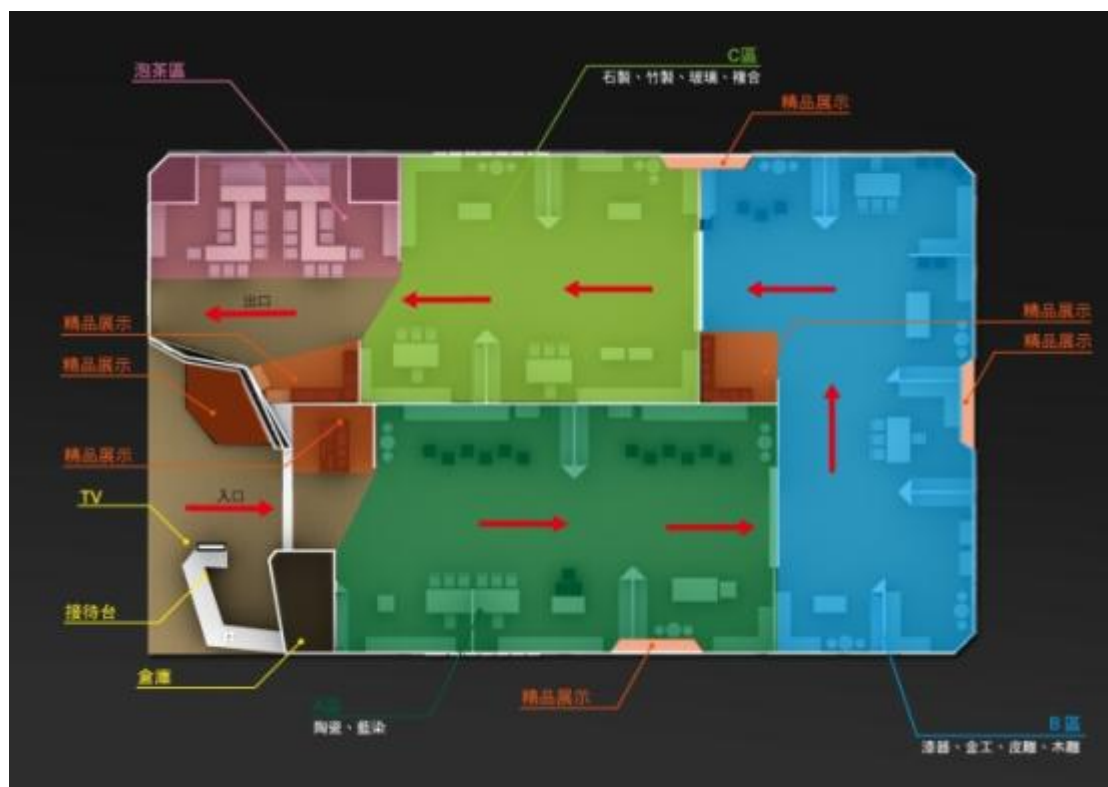 C區
石製、竹製、玻璃、複合
泡茶區
精品展示
出口
精品展示
精品展示
精品展示
精品展示
精品展示
TV
入口
接待台
倉庫
精品展示
A區
陶瓷、藍染
B區
漆器、金工、皮雕、木雕